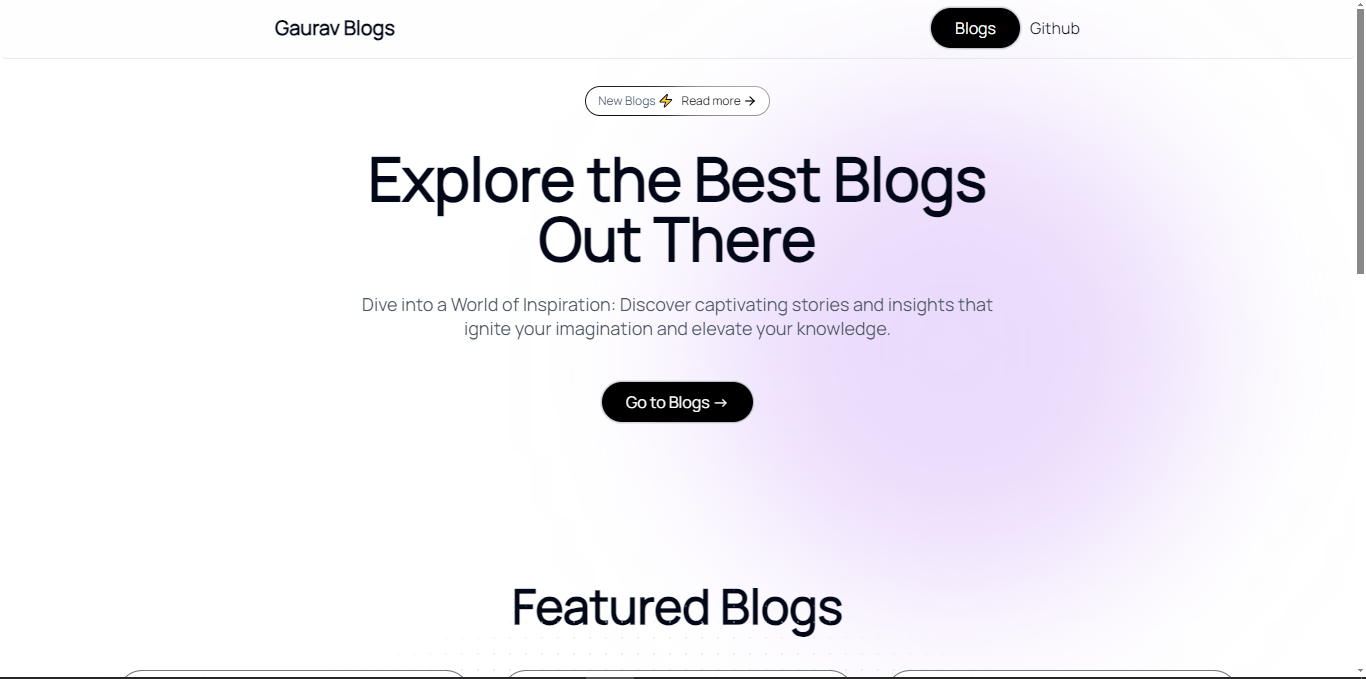 Gaurav Blogs
Blogs
Github
New Blogs⚡ Read more →
Explore the Best Blogs
Out There
Dive into a World of Inspiration: Discover captivating stories and insights that
ignite your imagination and elevate your knowledge.
Go to Blogs →
Featured Blogs